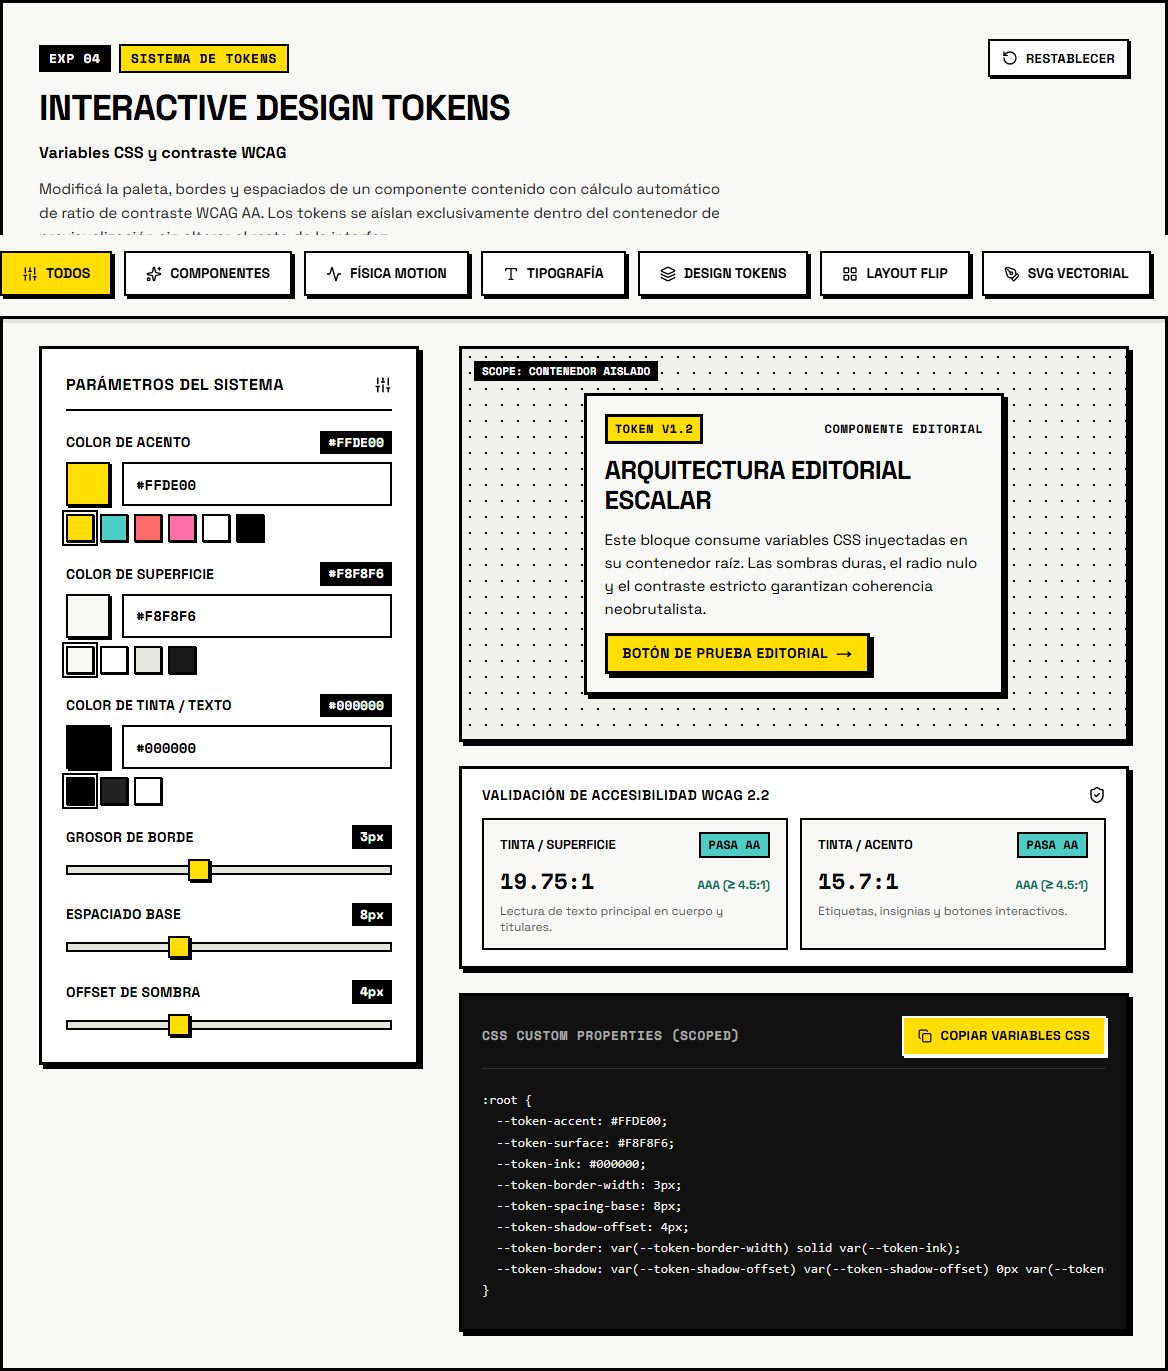 EXP 04
SISTEMA DE TOKENS
RESTABLECER
INTERACTIVE DESIGN TOKENS
Variables CSS y contraste WCAG
Modificá la paleta, bordes y espaciados de un componente contenido con cálculo automático
de ratio de contraste WCAG AA. Los tokens se aíslan exclusivamente dentro del contenedor de
TODOS
COMPONENTES
FÍSICA MOTION
TIPOGRAFÍA
DESIGN TOKENS
LAYOUT FLIP
SVG VECTORIAL
PARÁMETROS DEL SISTEMA
COLOR DE ACENTO
#FFDE00
#FFDE00
COLOR DE SUPERFICIE
#F8F8F6
#F8F8F6
COLOR DE TINTA / TEXTO
#000000
#000000
GROSOR DE BORDE
3px
ESPACIADO BASE
8px
OFFSET DE SOMBRA
4px
SCOPE: CONTENEDOR AISLADO
TOKEN V1.2
COMPONENTE EDITORIAL
ARQUITECTURA EDITORIAL
ESCALAR
Este bloque consume variables CSS inyectadas en
su contenedor raíz. Las sombras duras, el radio nulo
y el contraste estricto garantizan coherencia
neobrutalista.
BOTÓN DE PRUEBA EDITORIAL →
VALIDACIÓN DE ACCESIBILIDAD WCAG 2.2
TINTA / SUPERFICIE
PASA AA
19.75:1
AAA (≥ 4.5:1)
Lectura de texto principal en cuerpo y
titulares.
TINTA / ACENTO
PASA AA
15.7:1
AAA (≥ 4.5:1)
Etiquetas, insignias y botones interactivos.
CSS CUSTOM PROPERTIES (SCOPED)
COPIAR VARIABLES CSS
:root {
--token-accent: #FFDE00;
--token-surface: #F8F8F6;
--token-ink: #000000;
--token-border-width: 3px;
--token-spacing-base: 8px;
--token-shadow-offset: 4px;
--token-border: var(--token-border-width) solid var(--token-ink);
--token-shadow: var(--token-shadow-offset) var(--token-shadow-offset) 0px var(--token-
}